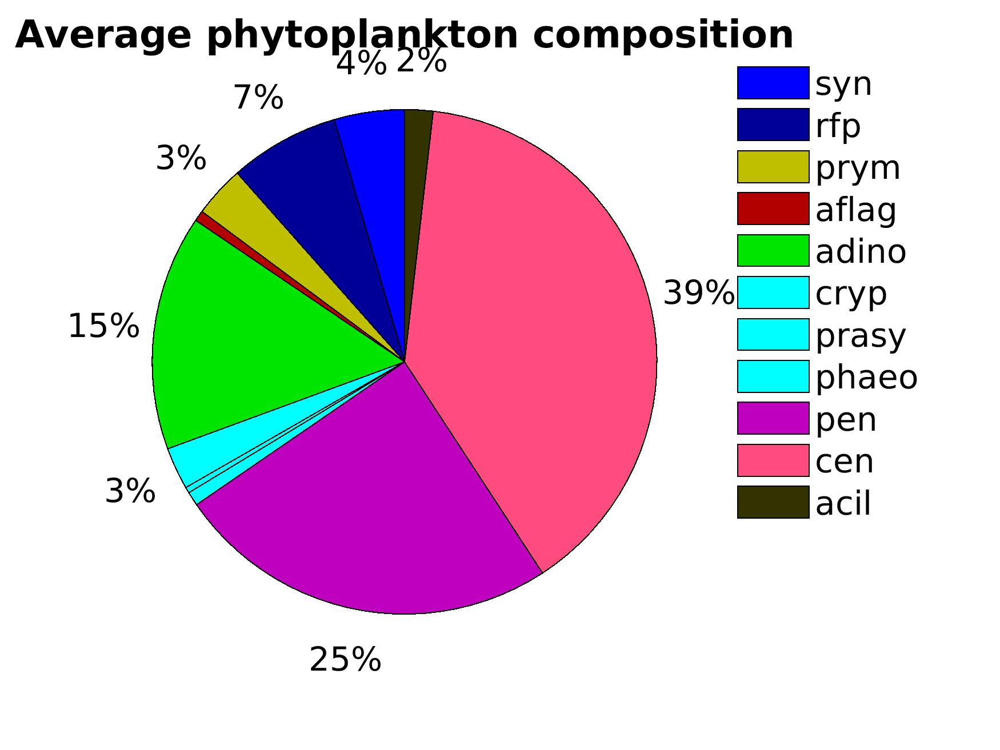 Average phytoplankton composition
4% 2%
7%
3%
15%
3%
25%
39%
syn
rfp
prym
aflag
adino
cryp
prasy
phaeo
pen
cen
acil